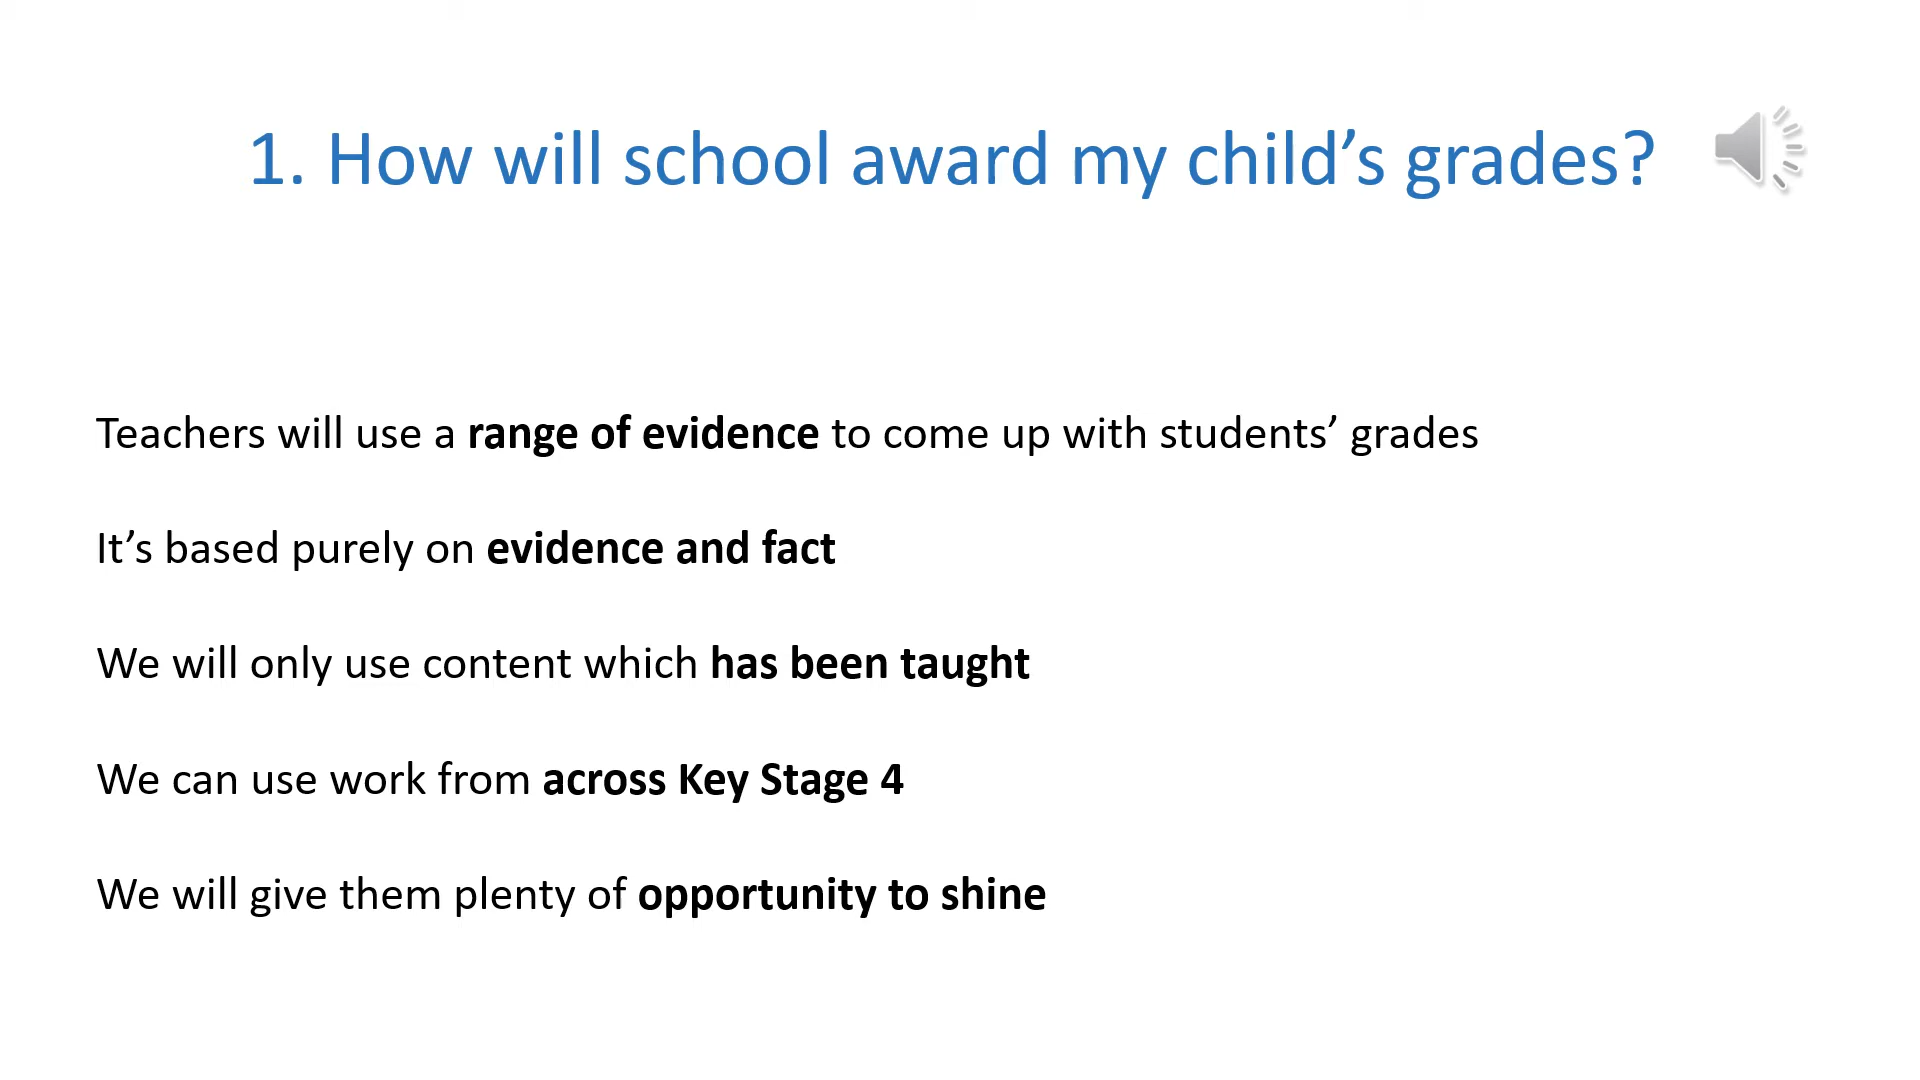 1. How will school award my child’s grades?
Teachers will use a range of evidence to come up with students’ grades
It’s based purely on evidence and fact
We will only use content which has been taught
We can use work from across Key Stage 4
We will give them plenty of opportunity to shine